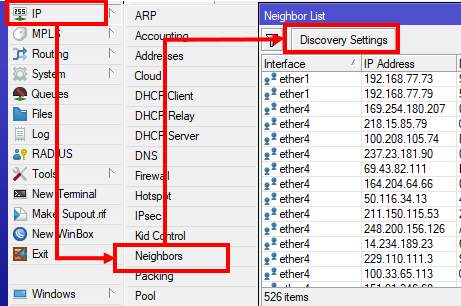 IP
MPLS
Routing
System
Queues
Files
Log
RADIUS
Tools
New Terminal
Make Supout.rif
New WinBox
Exit
Windows
ARP
Accounting
Addresses
Cloud
DHCP Client
DHCP Relay
DHCP Server
DNS
Firewall
Hotspot
IPsec
Kid Control
Neighbors
Packing
Pool
Neighbor List
Discovery Settings
Interface IP Address
ether1 192.168.77.73
ether1 192.168.77.79
ether4 169.254.180.207
ether4 218.15.85.79
ether4 100.208.105.74
ether4 237.23.181.90
ether4 69.43.82.111
ether4 164.204.64.66
ether4 50.116.34.13
ether4 211.150.115.53
ether4 248.200.156.126
ether4 14.234.189.23
ether4 229.110.111.3
ether4 100.33.65.113
526 items